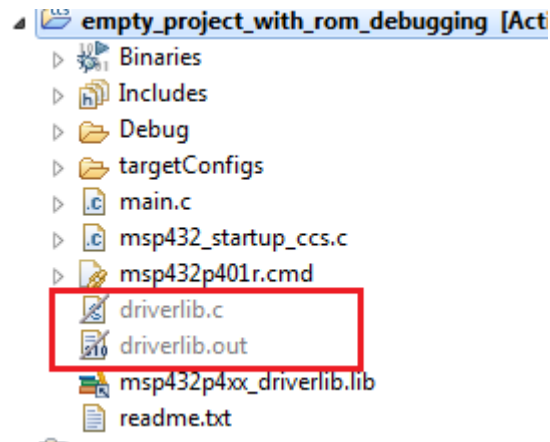 empty_project_with_rom_debugging [Acti
Binaries
Includes
Debug
targetConfigs
main.c
msp432_startup_ccs.c
msp432p401r.cmd
driverlib.c
driverlib.out
msp432p4xx_driverlib.lib
readme.txt